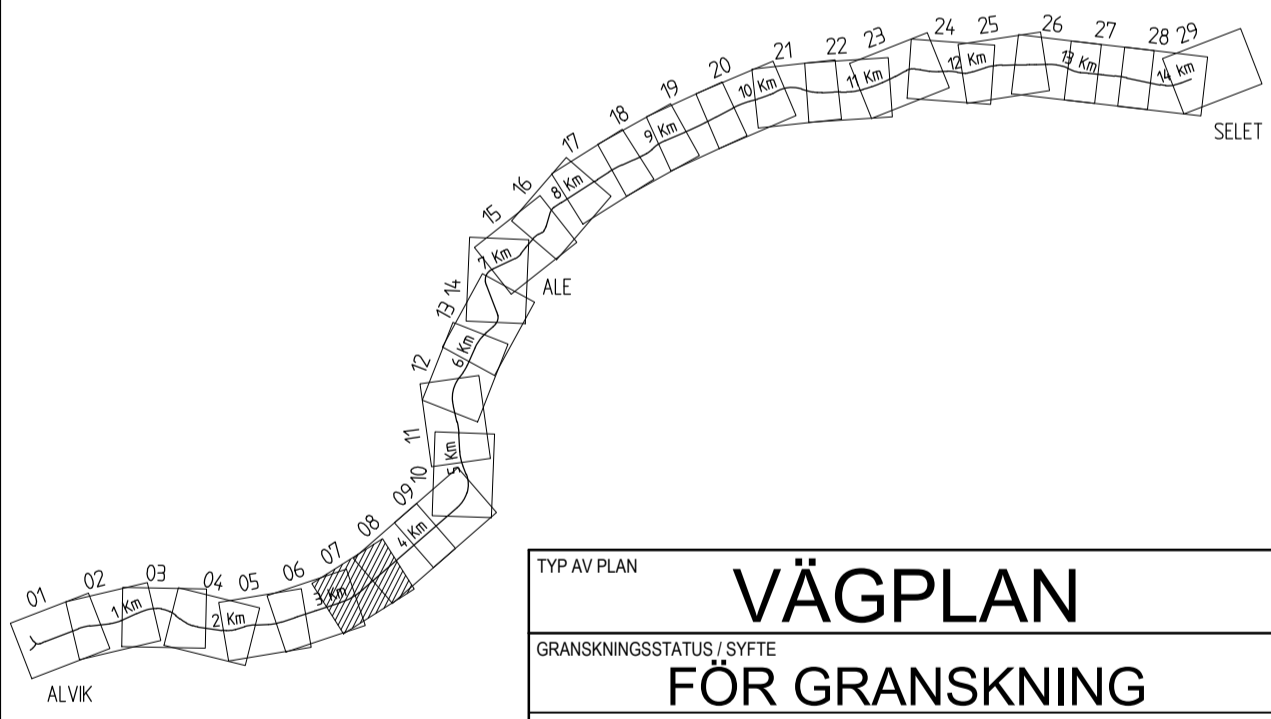 01
02
03
04
05
06
07
08
09
10
11
12
13
14
15
16
17
18
19
20
21
22
23
24
25
26
27
28
29
1 Km
2 Km
3 Km
4 Km
5 Km
6 Km
7 Km
8 Km
9 Km
10 Km
11 Km
12 Km
13 Km
14 Km
ALVIK
ALE
SELET
TYP AV PLAN
VÄGPLAN
GRANSKNINGSSTATUS / SYFTE
FÖR GRANSKNING